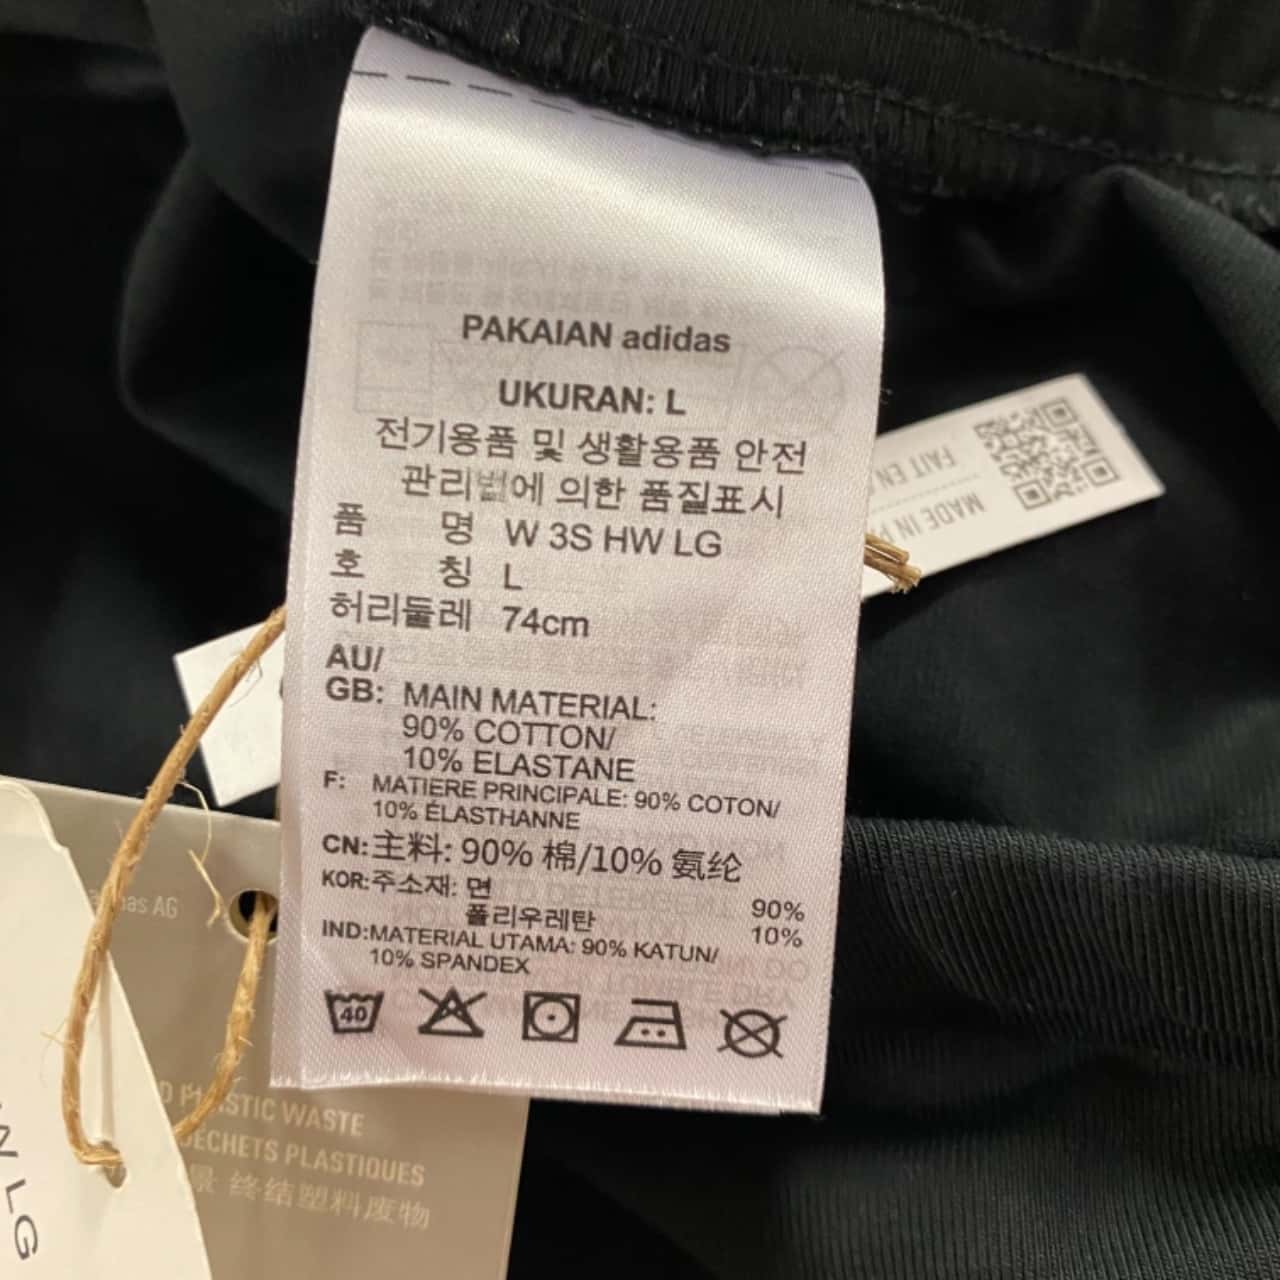 PAKAIAN adidas
UKURAN: L
전기용품 및 생활용품 안전
관리법에 의한 품질표시
품 명 W 3S HW LG
호 칭 L
허리둘레 74cm
AU/
GB: MAIN MATERIAL:
90% COTTON/
10% ELASTANE
F: MATIERE PRINCIPALE: 90% COTON/
10% ÉLASTHANNE
CN: 主料: 90% 棉/10% 氨纶
KOR: 주소재: 면 90%
폴리우레탄 10%
IND: MATERIAL UTAMA: 90% KATUN/
10% SPANDEX
40
MADE IN
FAIT EN
AG
PLASTIC WASTE
DECHETS PLASTIQUES
终结塑料废物
LG